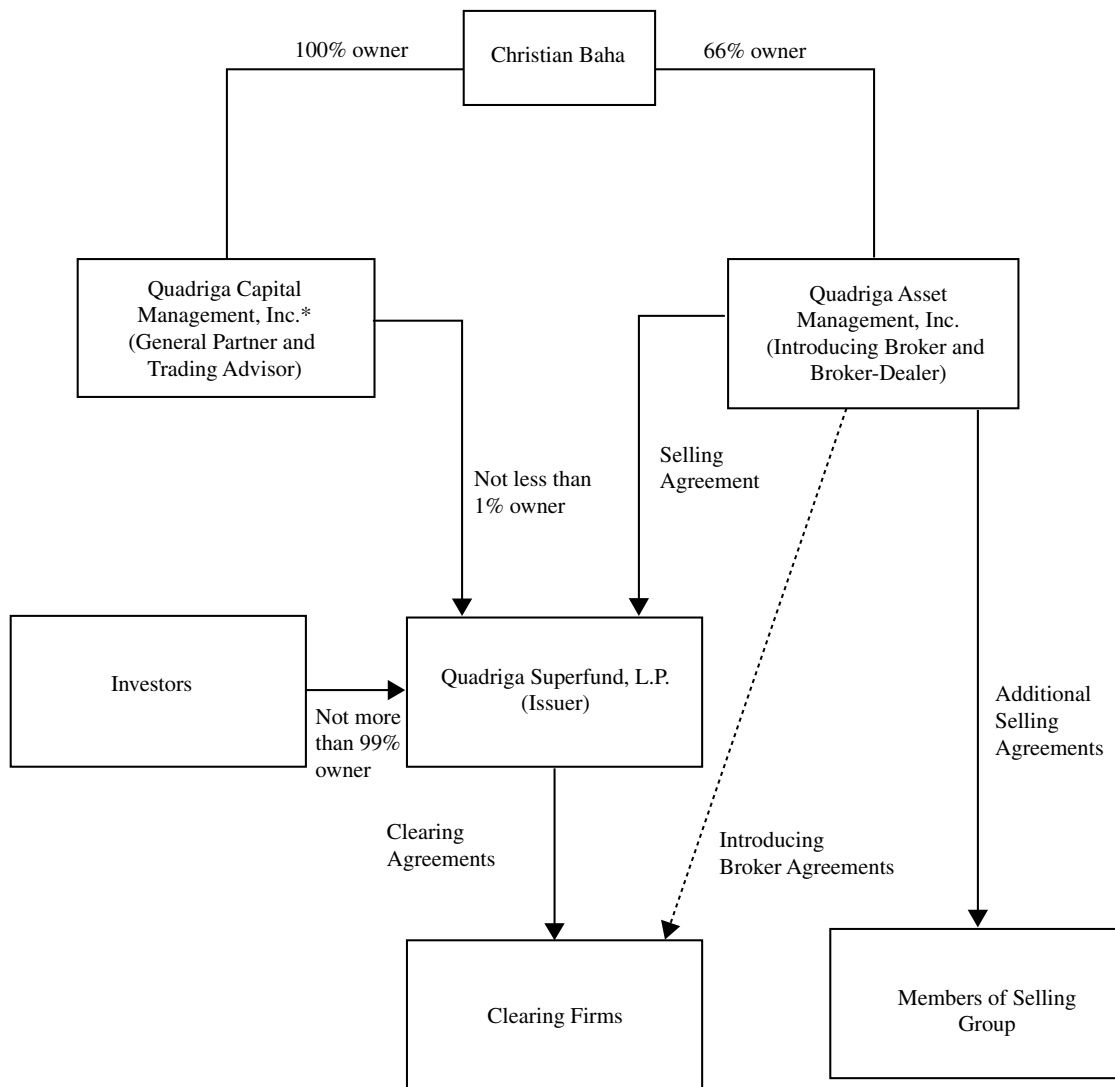 100% owner
Christian Baha
66% owner
Quadriga Capital
Management, Inc.*
(General Partner and
Trading Advisor)
Quadriga Asset
Management, Inc.
(Introducing Broker and
Broker-Dealer)
Not less than
1% owner
Selling
Agreement
Investors
Not more
than 99%
owner
Quadriga Superfund, L.P.
(Issuer)
Additional
Selling
Agreements
Clearing
Agreements
Introducing
Broker Agreements
Clearing Firms
Members of Selling
Group